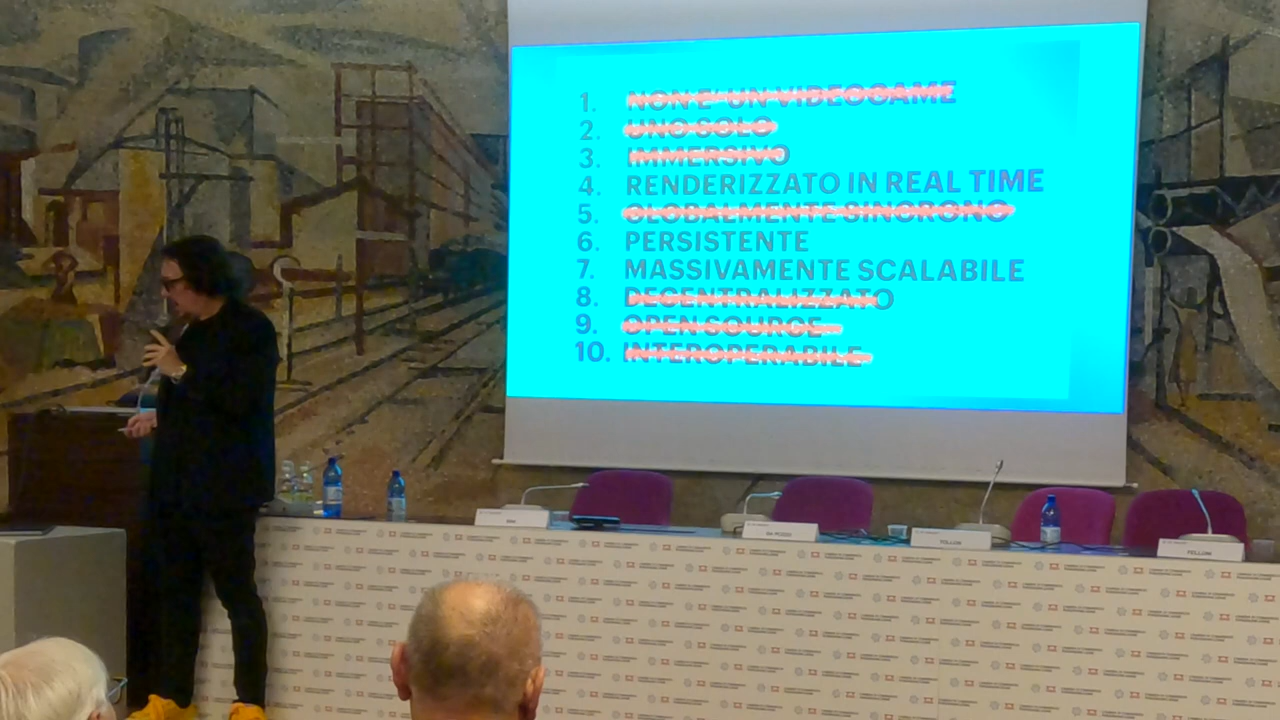 1. NON E' UN VIDEOGAME
2. UNO SOLO
3. IMMERSIVO
4. RENDERIZZATO IN REAL TIME
5. GLOBALMENTE SINCRONO
6. PERSISTENTE
7. MASSIVAMENTE SCALABILE
8. DECENTRALIZZATO
9. OPEN SOURCE
10. INTEROPERABILE